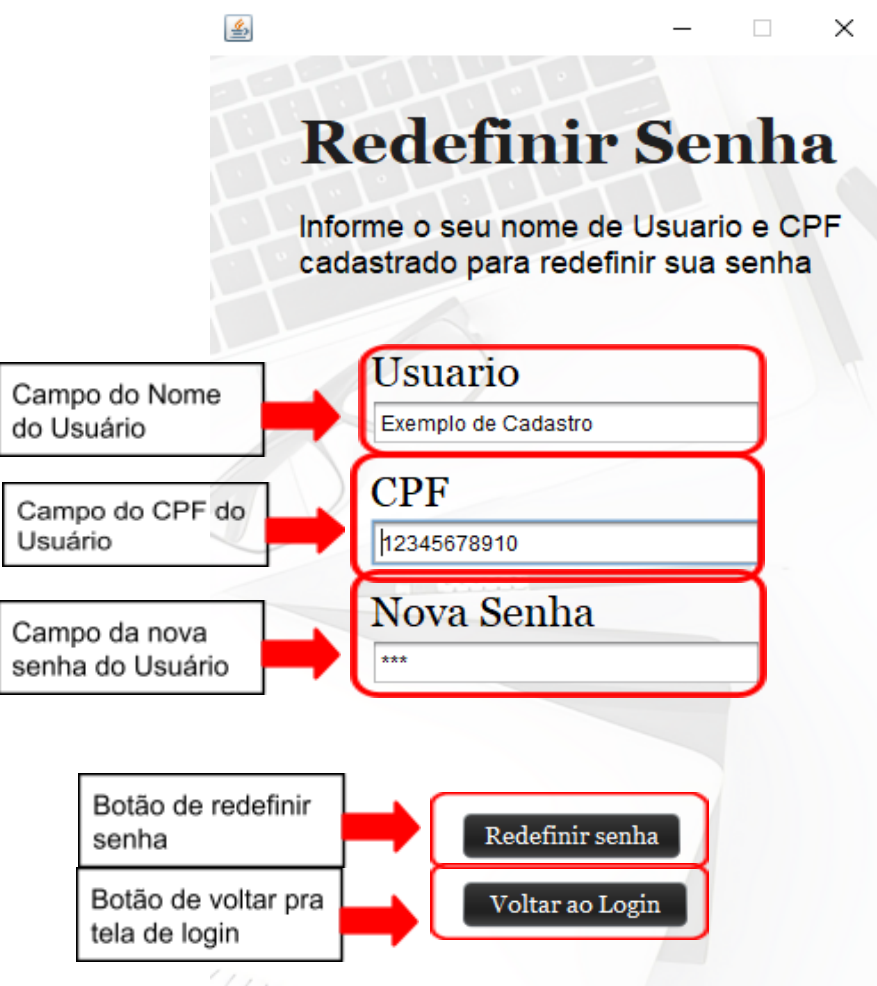 Redefinir Senha
Informe o seu nome de Usuario e CPF
cadastrado para redefinir sua senha
Campo do Nome
do Usuário
Usuario
Exemplo de Cadastro
Campo do CPF do
Usuário
CPF
12345678910
Campo da nova
senha do Usuário
Nova Senha
***
Botão de redefinir
senha
Redefinir senha
Botão de voltar pra
tela de login
Voltar ao Login